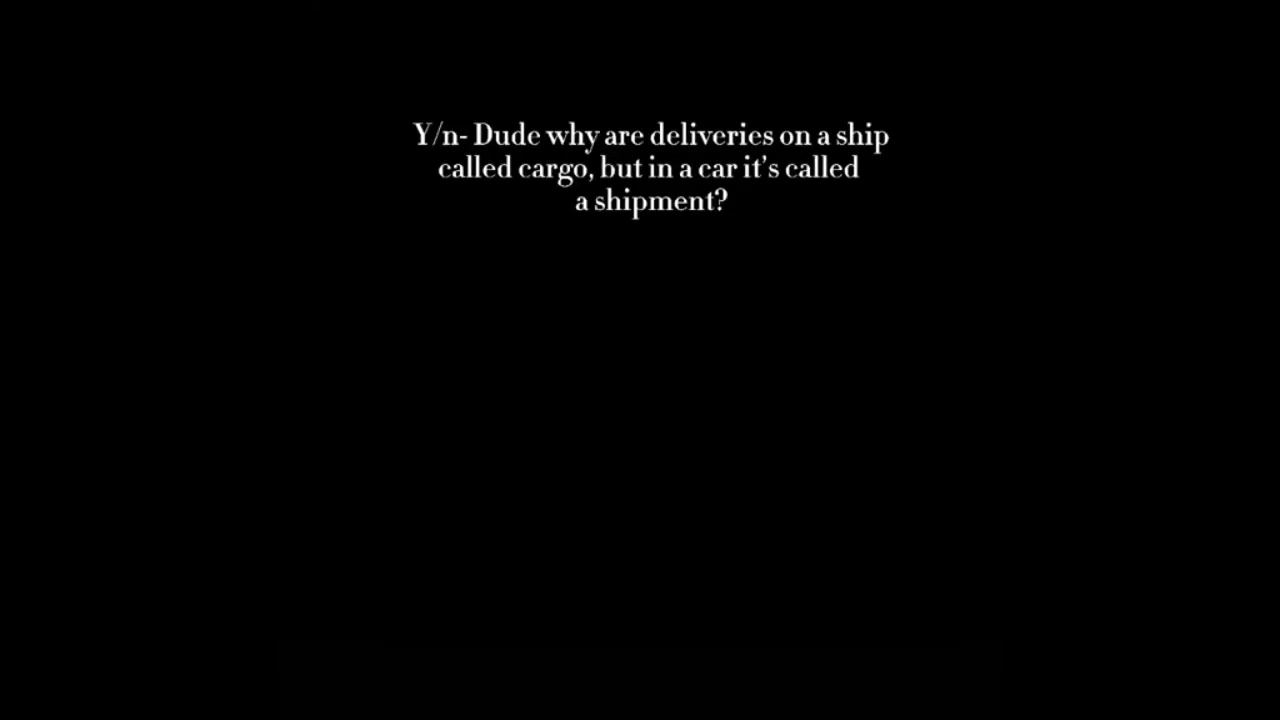 Y/n- Dude why are deliveries on a ship
called cargo, but in a car it's called
a shipment?